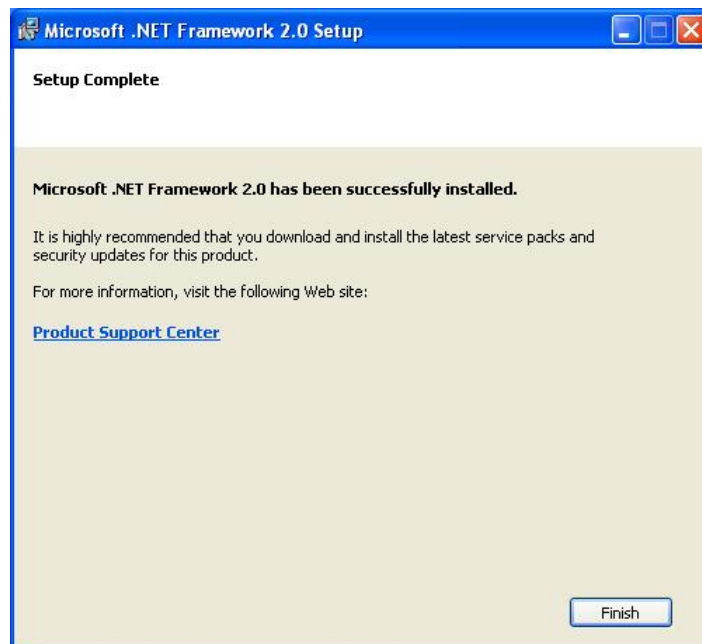 Microsoft .NET Framework 2.0 Setup
Setup Complete
Microsoft .NET Framework 2.0 has been successfully installed.
It is highly recommended that you download and install the latest service packs and
security updates for this product.
For more information, visit the following Web site:
Product Support Center
Finish